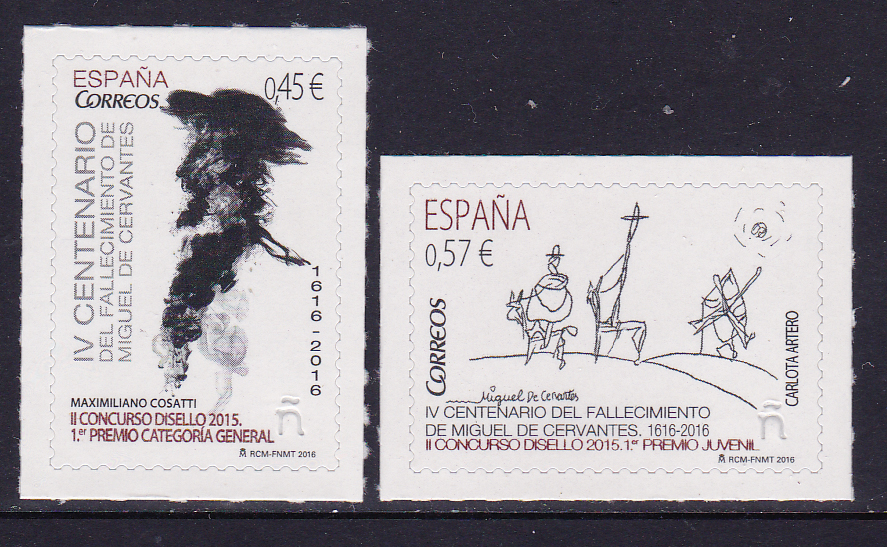 ESPAÑA
CORREOS
0,45 €
IV CENTENARIO
DEL FALLECIMIENTO DE
MIGUEL DE CERVANTES
1616-2016
MAXIMILIANO COSATTI
II CONCURSO DiSELLO 2015.
1.er PREMIO CATEGORÍA GENERAL
ñ
RCM-FNMT 2016
ESPAÑA
0,57 €
CORREOS
CARLOTA ARTERO
Miguel De Cervantes
IV CENTENARIO DEL FALLECIMIENTO
DE MIGUEL DE CERVANTES. 1616-2016
II CONCURSO DISELLO 2015.1.er PREMIO JUVENIL
ñ
RCM-FNMT 2016